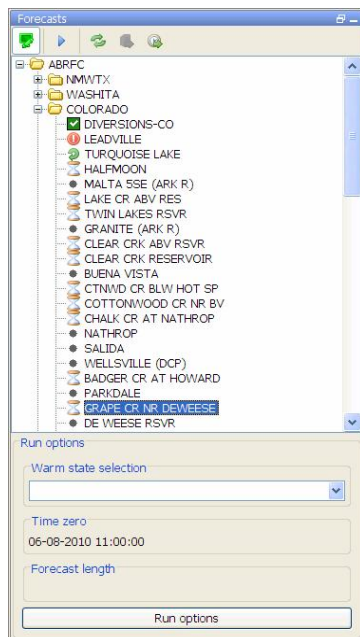 Forecasts
ABRFC
NMWTX
WASHITA
COLORADO
DIVERSIONS-CO
LEADVILLE
TURQUOISE LAKE
HALFMOON
MALTA 5SE (ARK R)
LAKE CR ABV RES
TWIN LAKES RSVR
GRANITE (ARK R)
CLEAR CRK ABV RSVR
CLEAR CRK RESERVOIR
BUENA VISTA
CTNWD CR BLW HOT SP
COTTONWOOD CR NR BV
CHALK CR AT NATHROP
NATHROP
SALIDA
WELLSVILLE (DCP)
BADGER CR AT HOWARD
PARKDALE
GRAPE CR NR DEWEESE
DE WEESE RSVR
Run options
Warm state selection
Time zero
06-08-2010 11:00:00
Forecast length
Run options